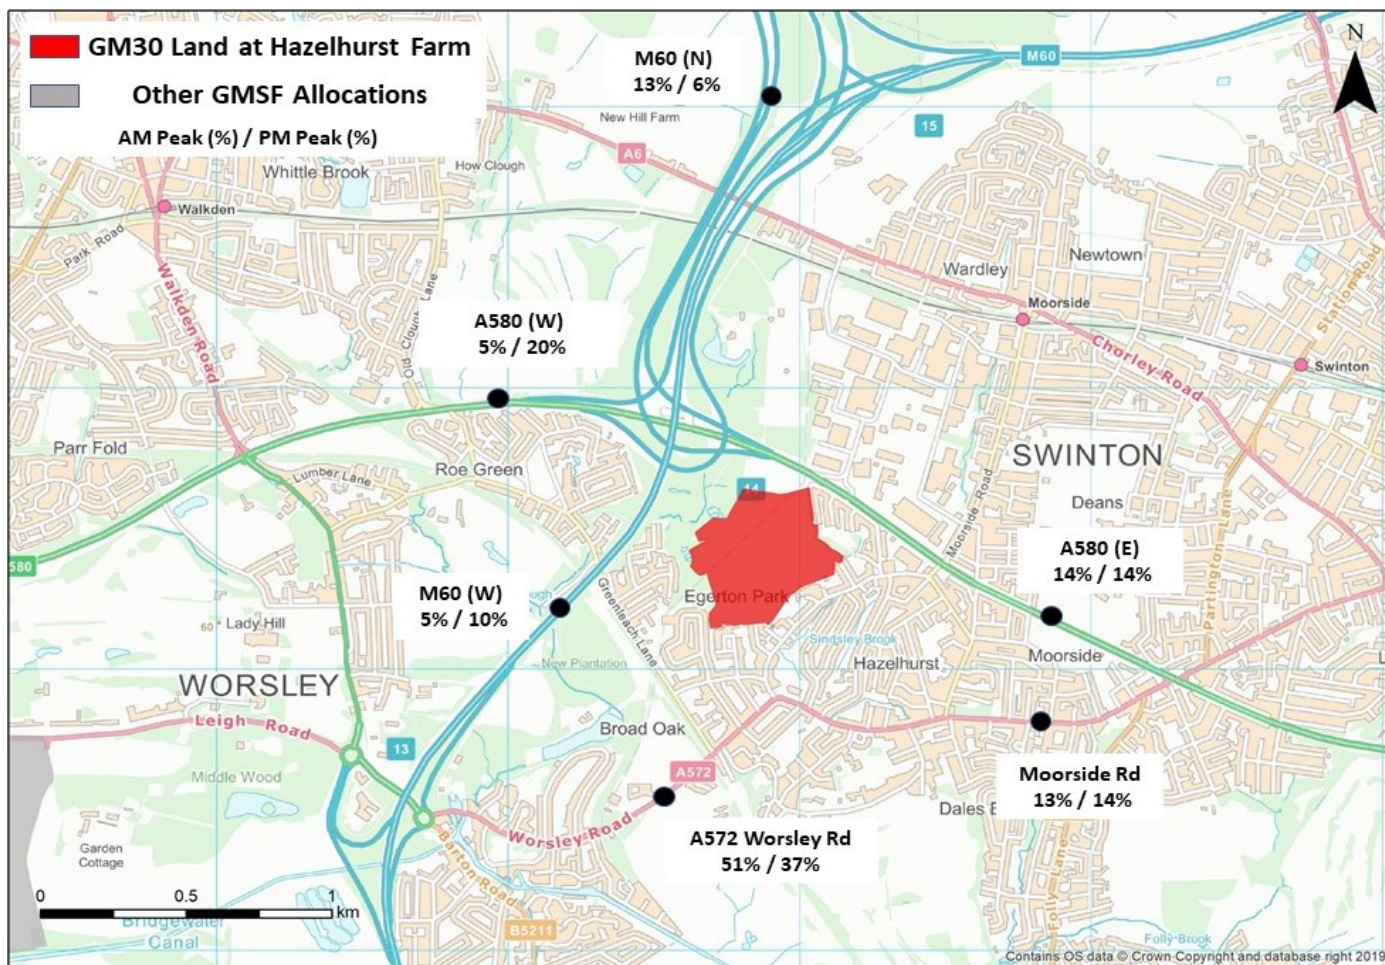 GM30 Land at Hazelhurst Farm
Other GMSF Allocations
AM Peak (%) / PM Peak (%)
M60 (N)
13% / 6%
M60
N
New Hill Farm
15
A6
How Clough
Whittle Brook
Walkden
Park Road
Newtown
Wardley
Moorside
Station Road
Walkden Road
Old Clough Lane
A580 (W)
5% / 20%
Chorley Road
Swinton
Parr Fold
Roe Green
Lumber Lane
SWINTON
14
Deans
Moorside Road
Partington Lane
A580 (E)
14% / 14%
580
M60 (W)
5% / 10%
Greenleach Lane
Egerton Park
60
Lady Hill
Sindsley Brook
Moorside
New Plantation
Hazelhurst
WORSLEY
Leigh Road
Broad Oak
13
Middle Wood
A572
Moorside Rd
13% / 14%
Dales B
Worsley Road
A572 Worsley Rd
51% / 37%
Garden
Cottage
Barton Road
Folly Lane
0 0.5 1
km
Bridgewater
Canal
B5211
Folly Brook
Contains OS data © Crown Copyright and database right 2019